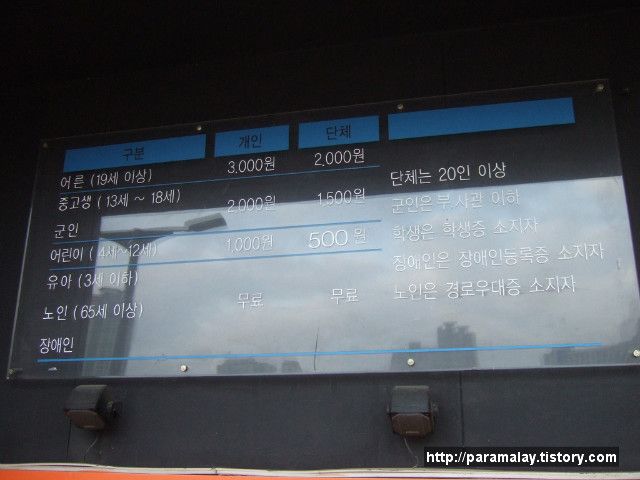 구분 개인 단체
어른 (19세 이상) 3,000원 2,000원
중고생 (13세 ~ 18세) 2,000원 1,500원
군인
어린이 (4세~12세) 1,000원 500원
유아 (3세 이하)
노인 (65세 이상) 무료 무료
장애인
단체는 20인 이상
군인은 부사관 이하
학생은 학생증 소지자
장애인은 장애인등록증 소지자
노인은 경로우대증 소지자
http://paramalay.tistory.com